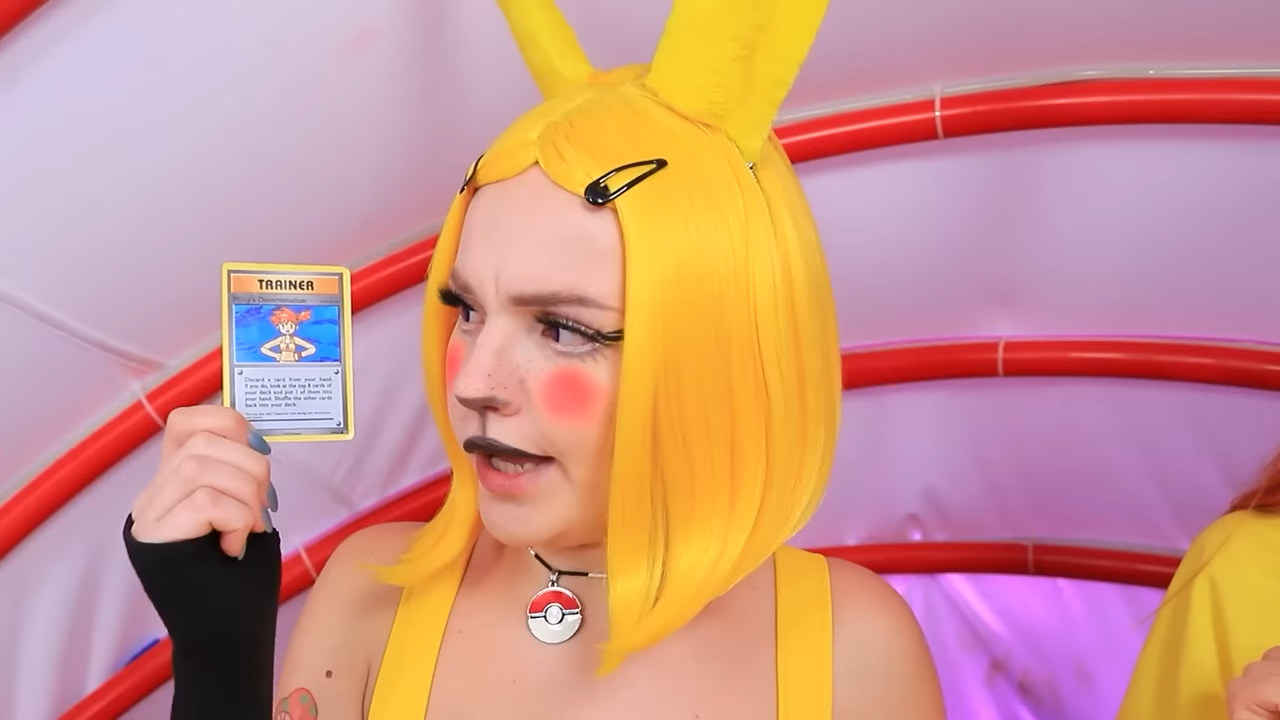 TRAINER
Misty's Determination
Discard a card from your hand.
If you do, look at the top 8 cards of
your deck and put 1 of them into
your hand. Shuffle the other cards
back into your deck.